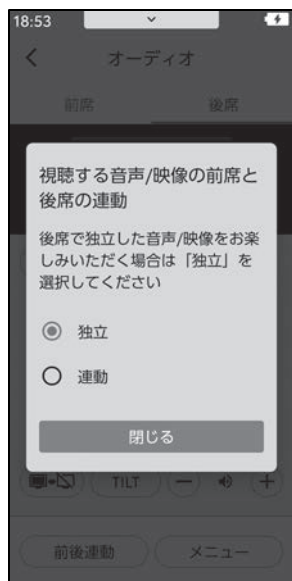 18:53
オーディオ
前席
後席
視聴する音声/映像の前席と
後席の連動
後席で独立した音声/映像をお楽
しみいただく場合は「独立」を
選択してください
独立
連動
閉じる
TILT
前後連動
メニュー